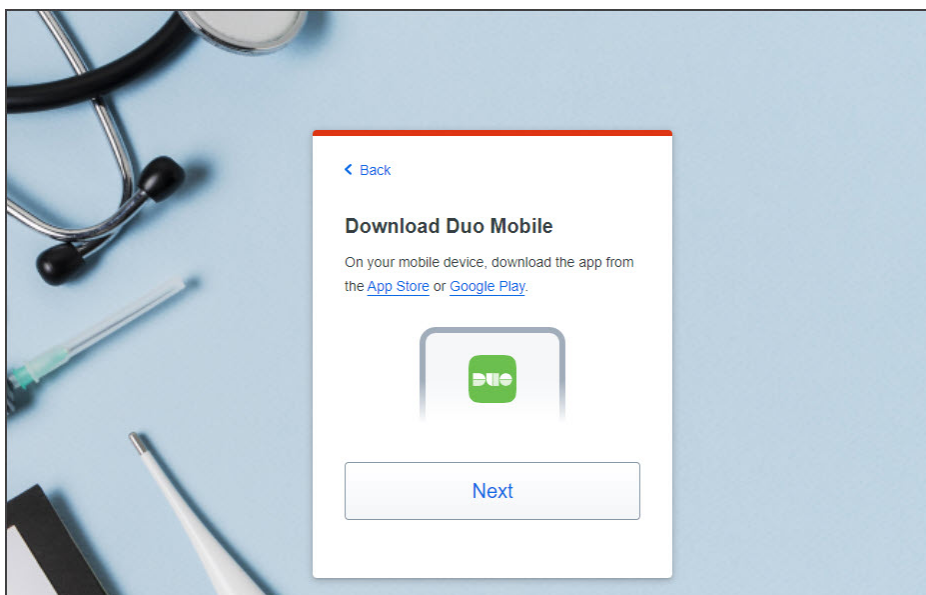 Back
Download Duo Mobile
On your mobile device, download the app from
the App Store or Google Play.
DUO
Next